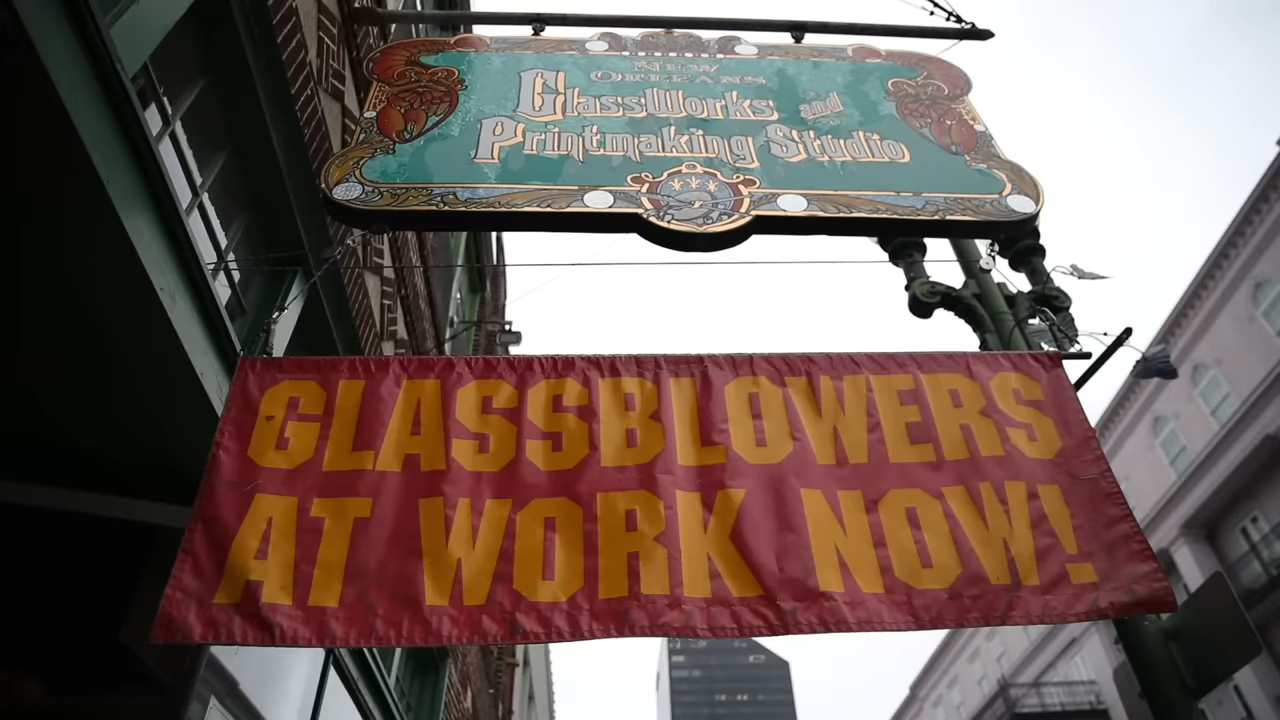 New
Orleans
GlassWorks and
Printmaking Studio
GLASSBLOWERS
AT WORK NOW!